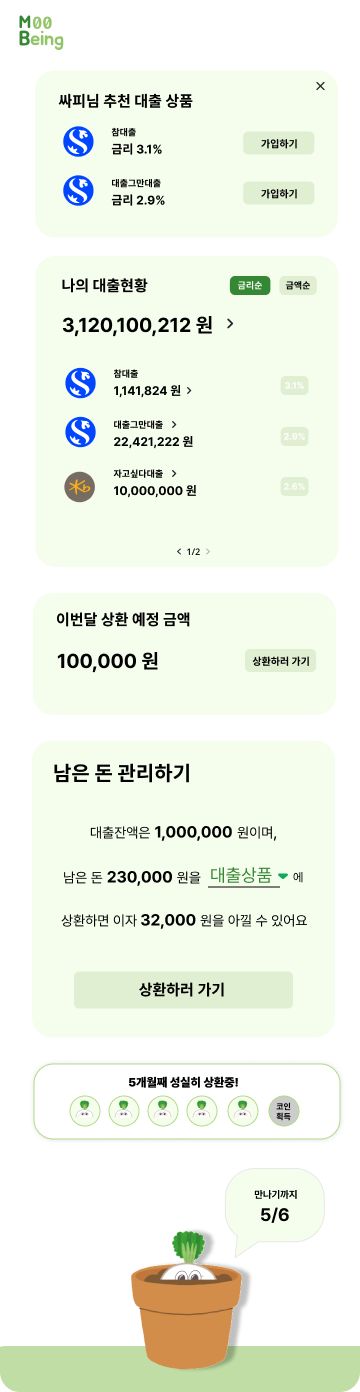 Moo
Being
싸피님 추천 대출 상품
참대출
금리 3.1%
가입하기
대출그만대출
금리 2.9%
가입하기
나의 대출현황
금리순
금액순
3,120,100,212 원
참대출
1,141,824 원
3.1%
대출그만대출
22,421,222 원
2.9%
자고싶다대출
10,000,000 원
2.6%
1/2
이번달 상환 예정 금액
100,000 원
상환하러 가기
남은 돈 관리하기
대출잔액은 1,000,000 원이며,
남은 돈 230,000 원을 대출상품 에
상환하면 이자 32,000 원을 아낄 수 있어요
상환하러 가기
5개월째 성실히 상환중!
코인
획득
만나기까지
5/6